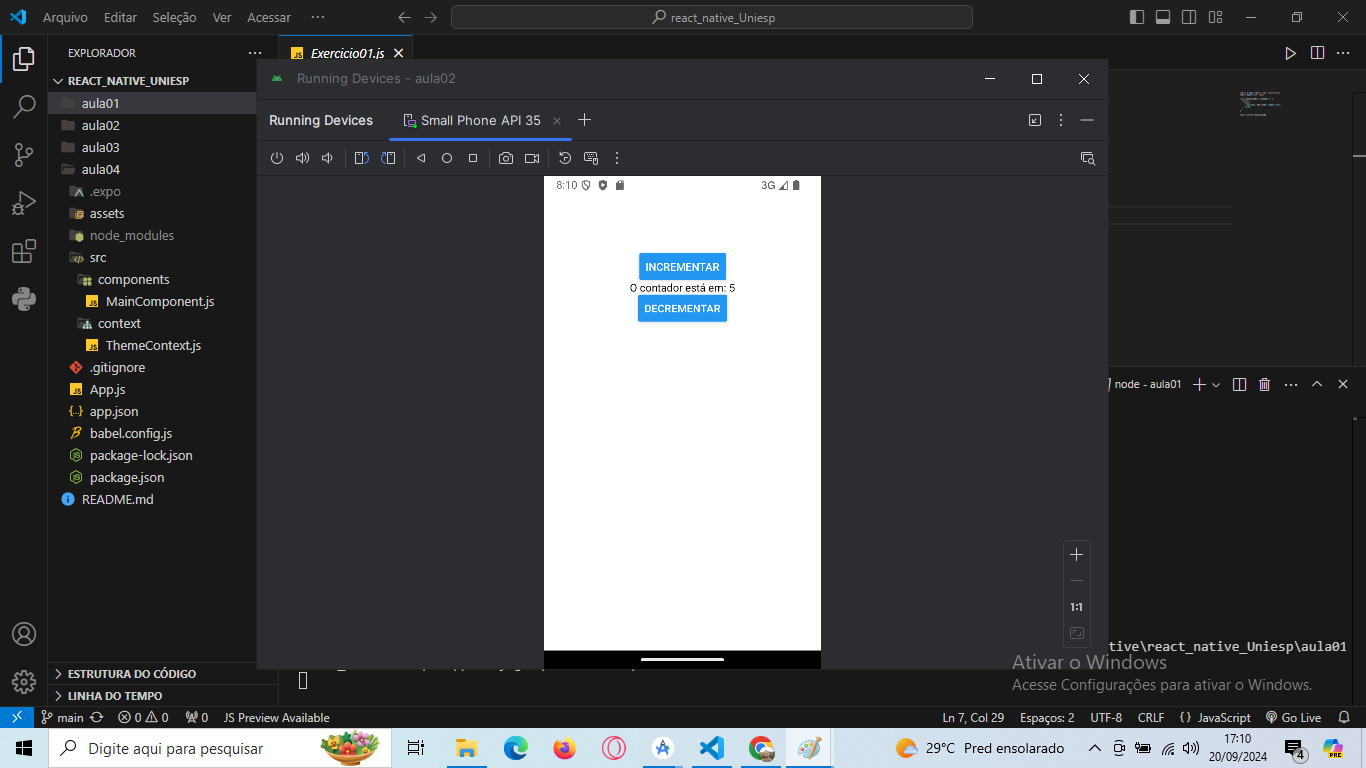 Arquivo Editar Seleção Ver Acessar ···
react_native_Uniesp
EXPLORADOR
Exercicio01.js
REACT_NATIVE_UNIESP
aula01
aula02
aula03
aula04
.expo
assets
node_modules
src
components
MainComponent.js
context
ThemeContext.js
.gitignore
App.js
app.json
babel.config.js
package-lock.json
package.json
README.md
ESTRUTURA DO CÓDIGO
LINHA DO TEMPO
Running Devices - aula02
Running Devices
Small Phone API 35
8:10
3G
INCREMENTAR
O contador está em: 5
DECREMENTAR
1:1
node - aula01
tive\react_native_Uniesp\aula01
Ativar o Windows
Acesse Configurações para ativar o Windows.
main
0 0
0
JS Preview Available
Ln 7, Col 29
Espaços: 2
UTF-8
CRLF
{} JavaScript
Go Live
Digite aqui para pesquisar
29°C Pred ensolarado
17:10
20/09/2024
4
PRE